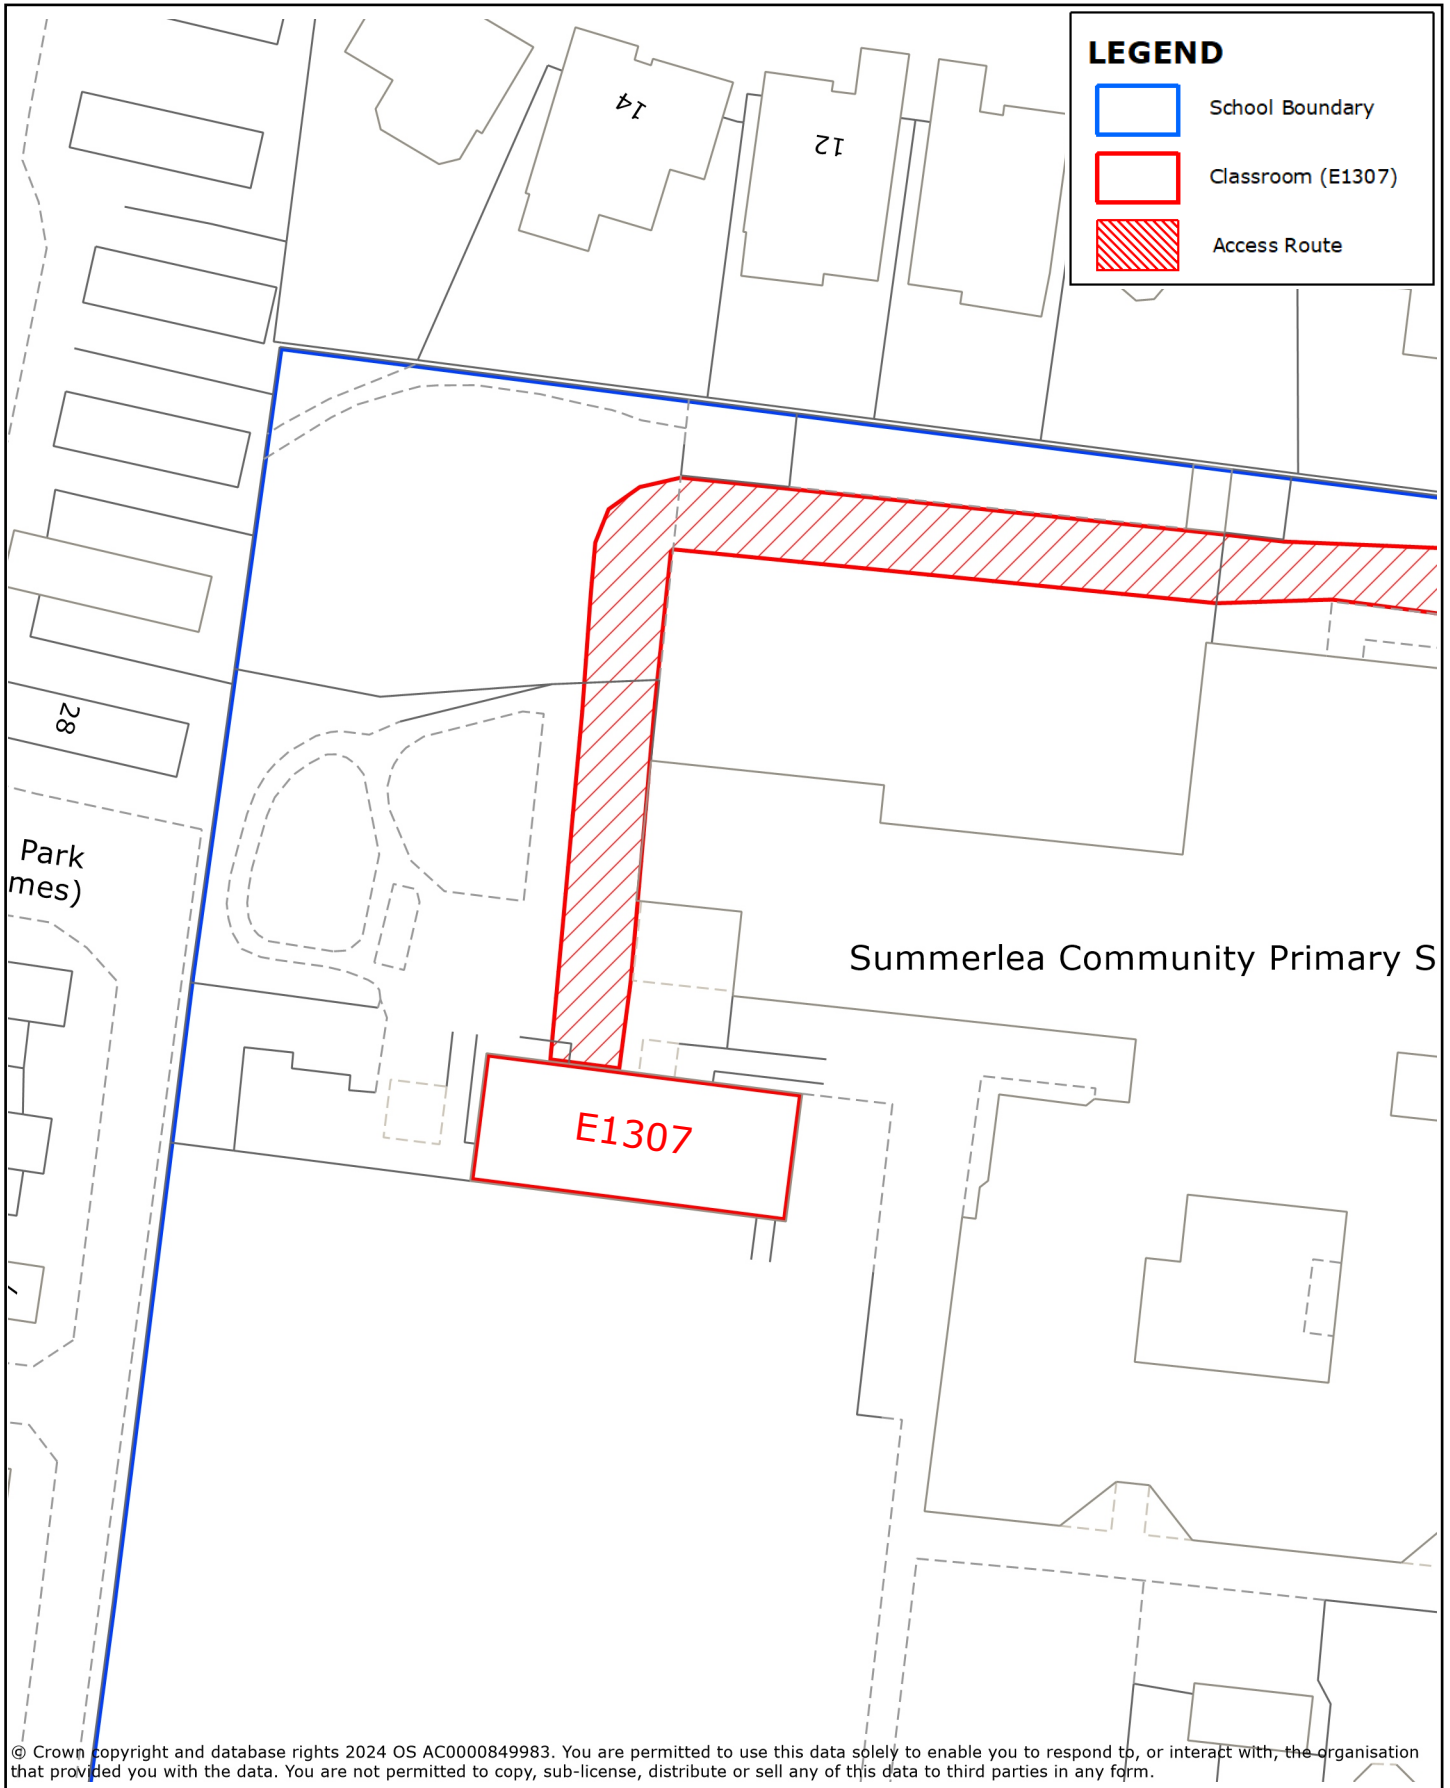 LEGEND
School Boundary
Classroom (E1307)
Access Route
14
12
28
Park
mes)
Summerlea Community Primary S
E1307
© Crown copyright and database rights 2024 OS AC0000849983. You are permitted to use this data solely to enable you to respond to, or interact with, the organisation
that provided you with the data. You are not permitted to copy, sub-license, distribute or sell any of this data to third parties in any form.